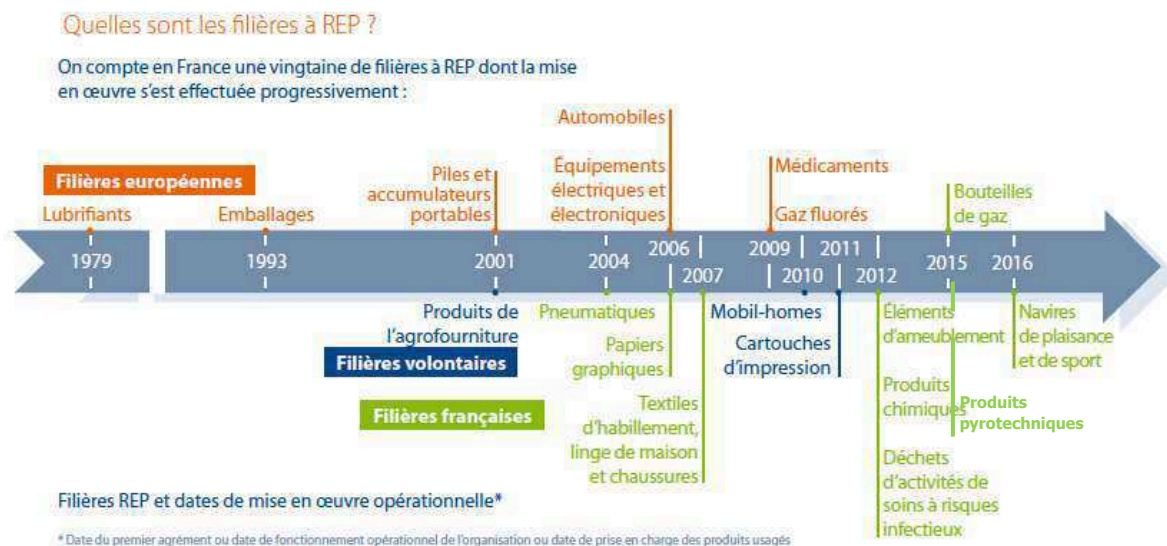 Quelles sont les filières à REP ?
On compte en France une vingtaine de filières à REP dont la mise
en œuvre s'est effectuée progressivement :
Filières européennes
Lubrifiants
Emballages
Piles et
accumulateurs
portables
Automobiles
Équipements
électriques et
électroniques
Médicaments
Gaz fluorés
Bouteilles
de gaz
1979
1993
2001
2004
2006
2007
2009
2010
2011
2012
2015
2016
Produits de
l'agrofourniture
Filières volontaires
Pneumatiques
Papiers
graphiques
Filières françaises
Textiles
d'habillement,
linge de maison
et chaussures
Mobil-homes
Cartouches
d'impression
Éléments
d'ameublement
Produits
chimiques
Déchets
d'activités de
soins à risques
infectieux
Produits
pyrotechniques
Navires
de plaisance
et de sport
Filières REP et dates de mise en œuvre opérationnelle*
* Date du premier agrément ou date de fonctionnement opérationnel de l'organisation ou date de prise en charge des produits usagés